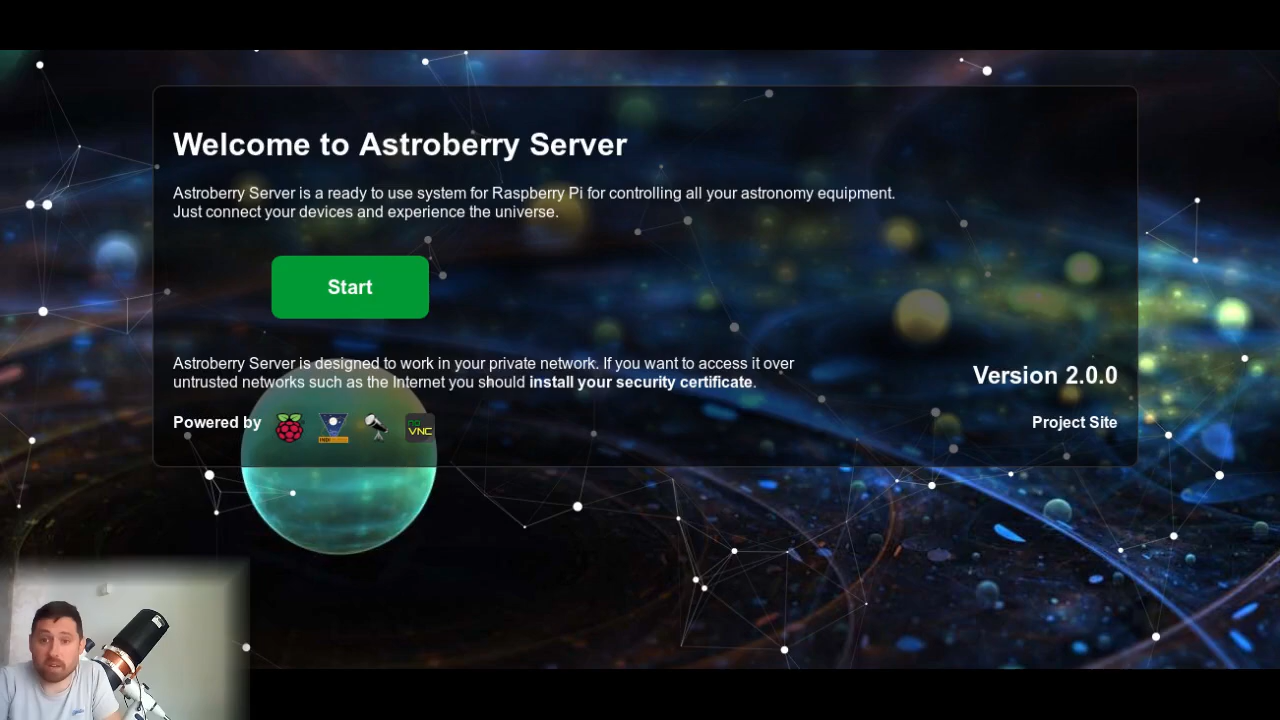 Welcome to Astroberry Server
Astroberry Server is a ready to use system for Raspberry Pi for controlling all your astronomy equipment.
Just connect your devices and experience the universe.
Start
Astroberry Server is designed to work in your private network. If you want to access it over
untrusted networks such as the Internet you should install your security certificate.
Version 2.0.0
Powered by
no
VNC
Project Site